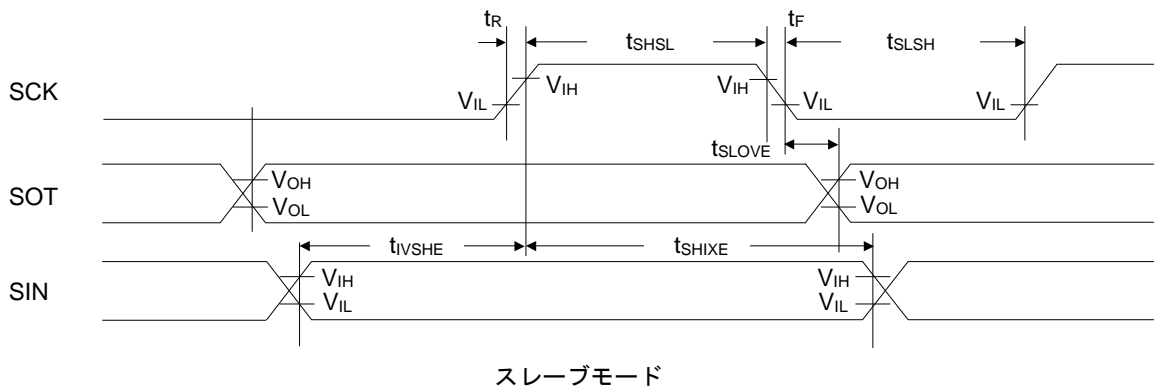 tR tF
tSHSL tSLSH
SCK VIL VIH VIH VIL VIL
tSLOVE
SOT VOH VOL VOH VOL
tIVSHE tSHIXE
SIN VIH VIL VIH VIL
スレーブモード